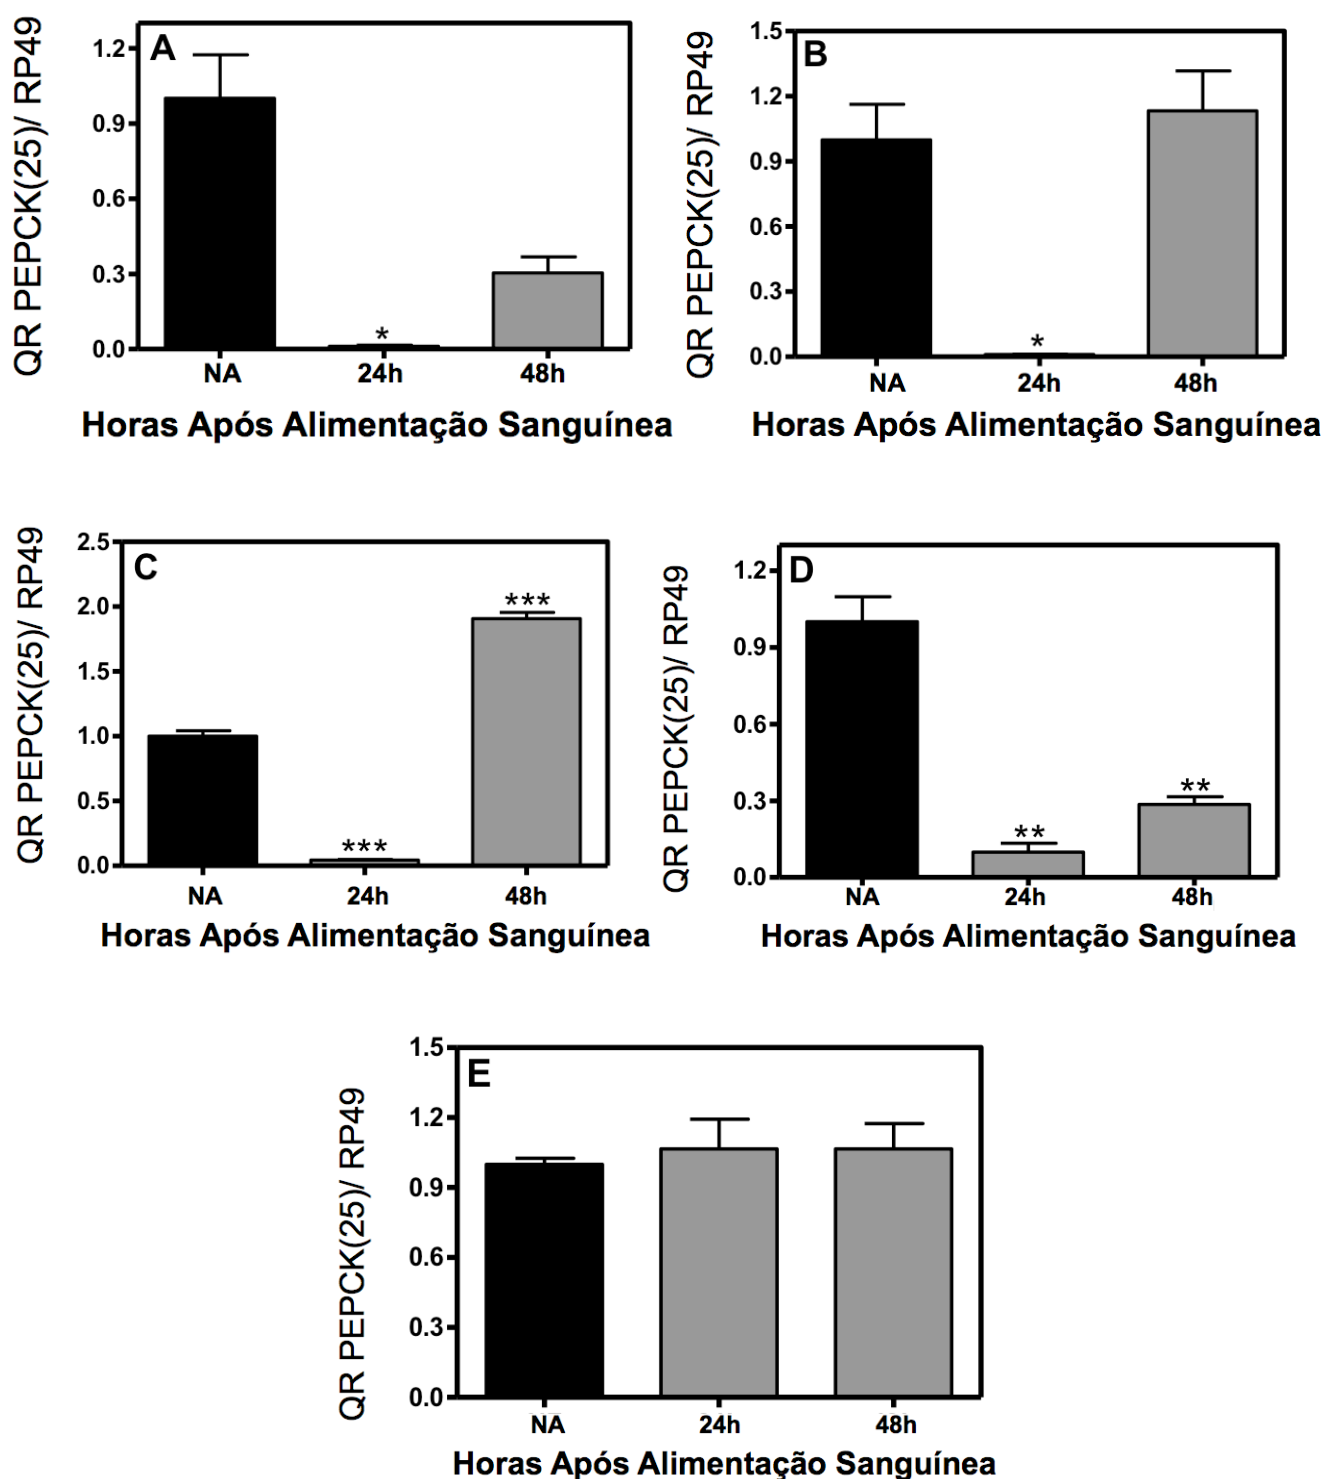 A
QR PEPCK(25)/ RP49
1.2
0.9
0.6
0.3
0.0
*
NA 24h 48h
Horas Após Alimentação Sanguínea
B
QR PEPCK(25)/ RP49
1.5
1.2
0.9
0.6
0.3
0.0
*
NA 24h 48h
Horas Após Alimentação Sanguínea
C
QR PEPCK(25)/ RP49
2.5
2.0
1.5
1.0
0.5
0.0
***
***
NA 24h 48h
Horas Após Alimentação Sanguínea
D
QR PEPCK(25)/ RP49
1.2
0.9
0.6
0.3
0.0
**
**
NA 24h 48h
Horas Após Alimentação Sanguínea
E
QR PEPCK(25)/ RP49
1.5
1.2
0.9
0.6
0.3
0.0
NA 24h 48h
Horas Após Alimentação Sanguínea